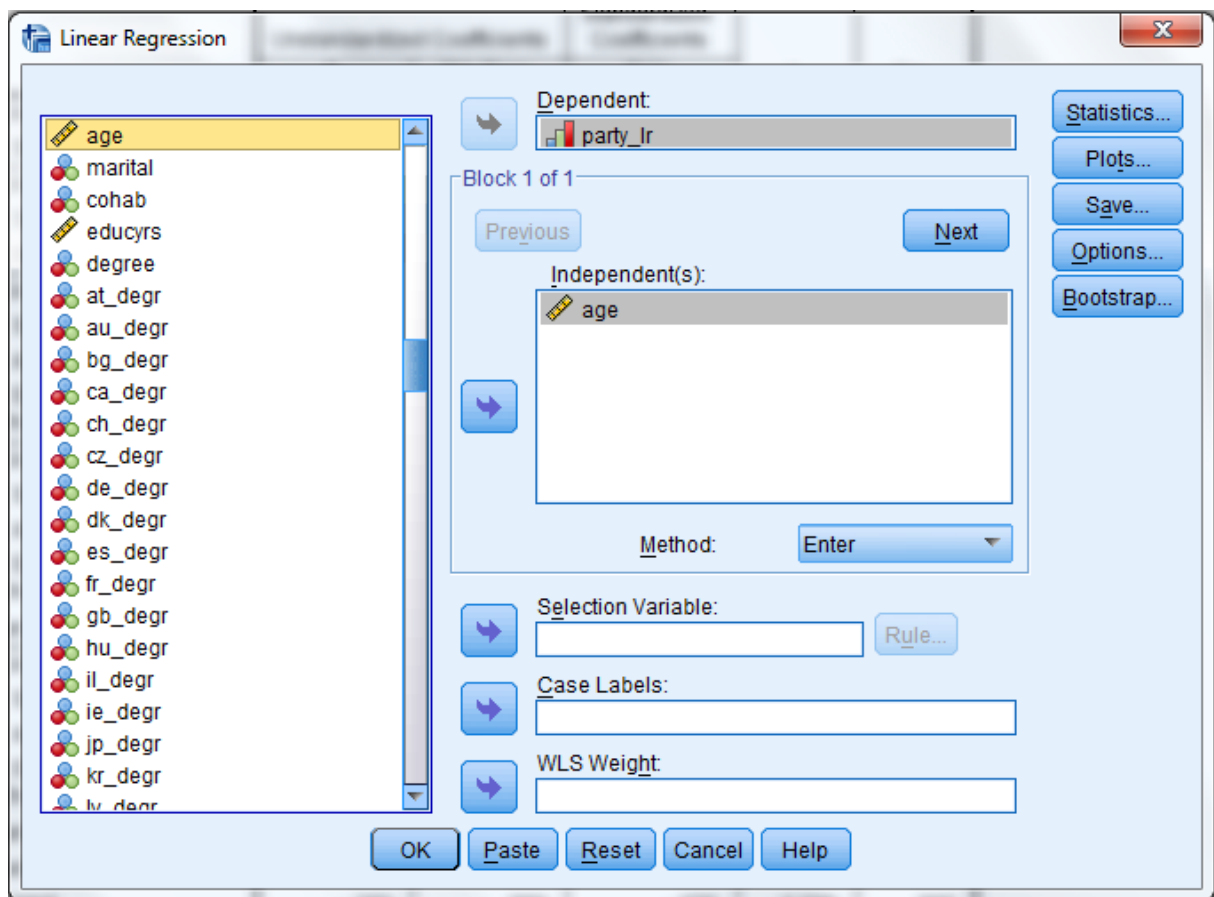 Linear Regression
age
marital
cohab
educyrs
degree
at_degr
au_degr
bg_degr
ca_degr
ch_degr
cz_degr
de_degr
dk_degr
es_degr
fr_degr
gb_degr
hu_degr
il_degr
ie_degr
jp_degr
kr_degr
Dependent:
party_lr
Block 1 of 1
Previous
Next
Independent(s):
age
Method:
Enter
Selection Variable:
Rule...
Case Labels:
WLS Weight:
Statistics...
Plots...
Save...
Options...
Bootstrap...
OK
Paste
Reset
Cancel
Help